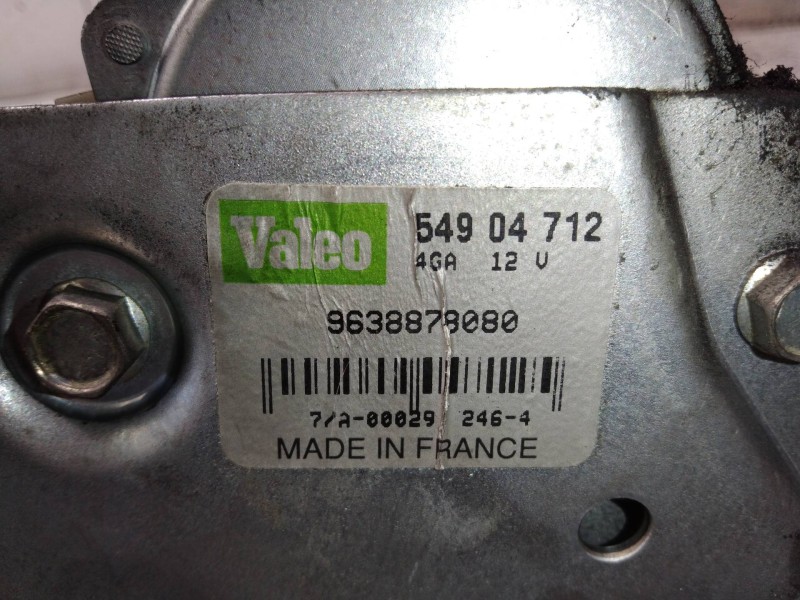 Valeo 549 04 712
4GA 12 V
9638878080
7/A-00029 246-4
MADE IN FRANCE